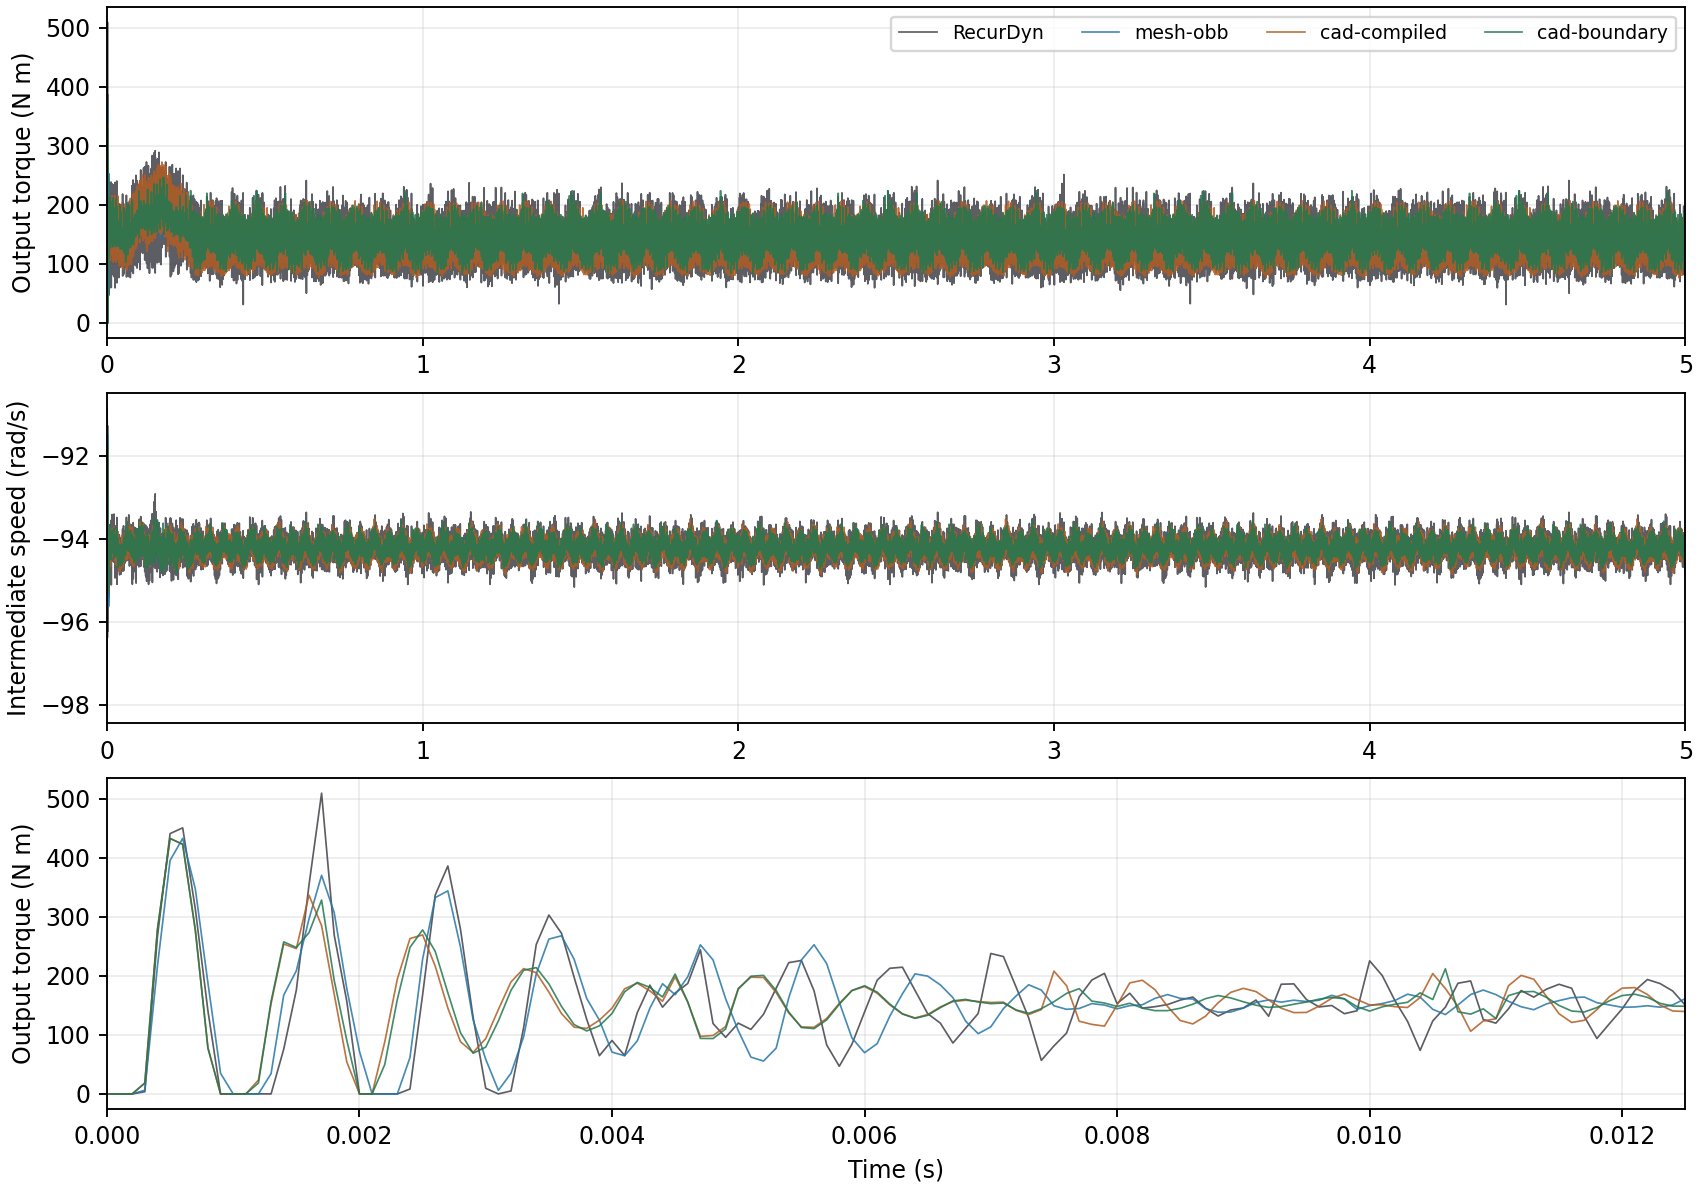 Output torque (N m)
500
400
300
200
100
0
RecurDyn mesh-obb cad-compiled cad-boundary
0 1 2 3 4 5
Intermediate speed (rad/s)
−92
−94
−96
−98
0 1 2 3 4 5
Output torque (N m)
500
400
300
200
100
0
0.000 0.002 0.004 0.006 0.008 0.010 0.012
Time (s)